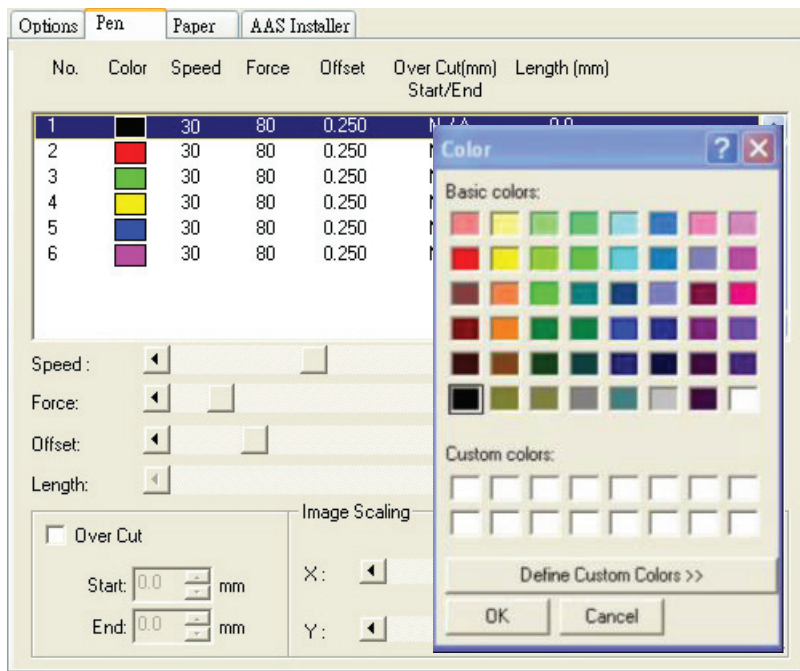 Options Pen Paper AAS Installer
No. Color Speed Force Offset Over Cut(mm) Length (mm)
Start/End
1 30 80 0.250
2 30 80 0.250
3 30 80 0.250
4 30 80 0.250
5 30 80 0.250
6 30 80 0.250
Color ? X
Basic colors:
Speed :
Force:
Offset:
Length:
Custom colors:
Over Cut
Start: 0.0 mm
End: 0.0 mm
Image Scaling
X:
Y:
Define Custom Colors >>
OK Cancel